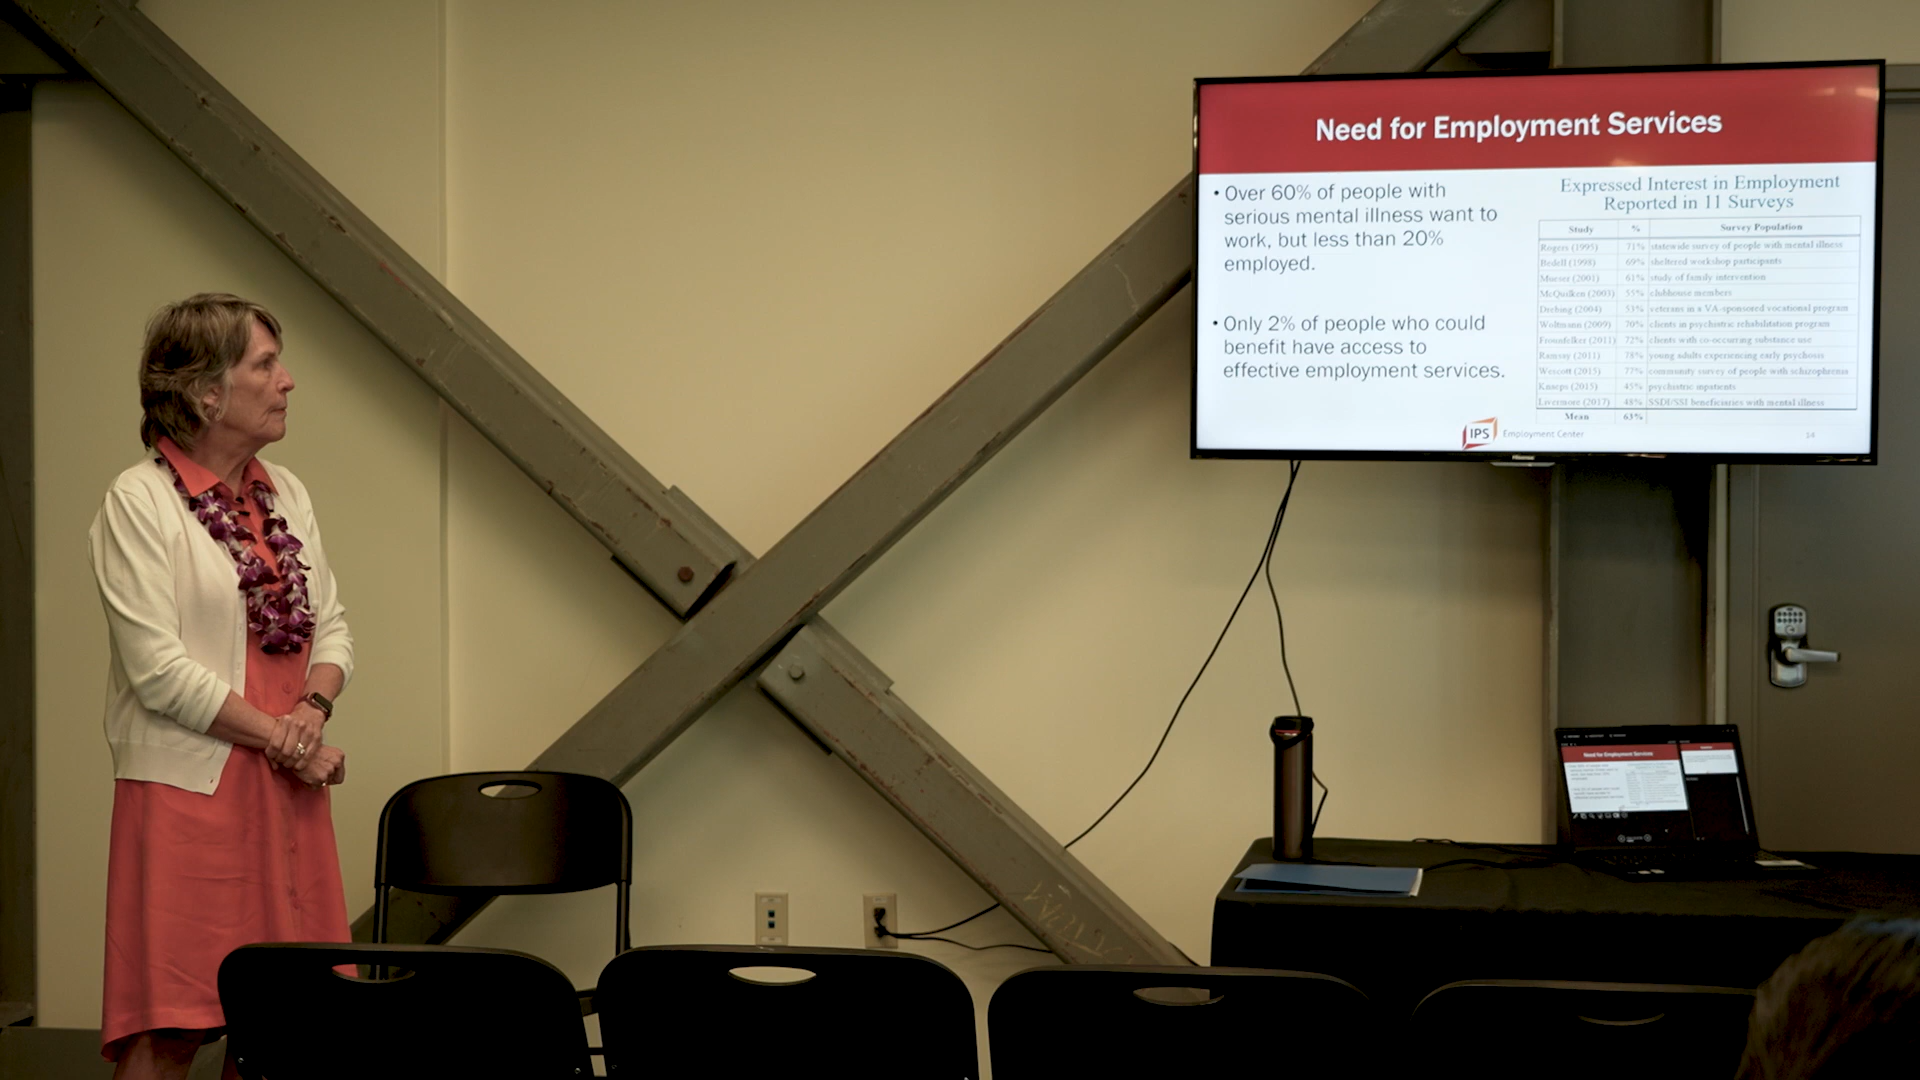 Need for Employment Services
• Over 60% of people with
serious mental illness want to
work, but less than 20%
employed.
• Only 2% of people who could
benefit have access to
effective employment services.
Expressed Interest in Employment
Reported in 11 Surveys
Study % Survey Population
Rogers (1995) 71% statewide survey of people with mental illness
Bedell (1998) 69% sheltered workshop participants
Mueser (2001) 61% study of family intervention
McQuilken (2003) 55% clubhouse members
Drebing (2004) 53% veterans in a VA-sponsored vocational program
Woltmann (2009) 70% clients in psychiatric rehabilitation program
Frounfelker (2011) 72% clients with co-occurring substance use
Ramsay (2011) 78% young adults experiencing early psychosis
Wescott (2015) 77% community survey of people with schizophrenia
Knaeps (2015) 45% psychiatric inpatients
Livermore (2017) 48% SSDI/SSI beneficiaries with mental illness
Mean 63%
IPS Employment Center
14
Hisense
Need for Employment Services